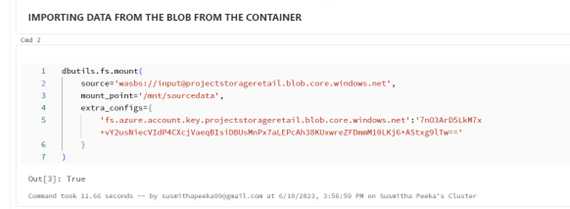 IMPORTING DATA FROM THE BLOB FROM THE CONTAINER
Cmd 2
1 dbutils.fs.mount(
2 source='wasbs://input@projectstorageretail.blob.core.windows.net',
3 mount_point='/mnt/sourcedata',
4 extra_configs={
5 'fs.azure.account.key.projectstorageretail.blob.core.windows.net':'7nO3ArD5LkM7x
+vY2usNiecVIdP4CXcjVaeqBIsiDBUsMnPx7aLEPcAh38KUxwreZFDmmM10LKj6+AStxg9lTw=='
6 }
7 )
Out[3]: True
Command took 11.66 seconds -- by susmithapeeka99@gmail.com at 6/10/2023, 3:56:59 PM on Susmitha Peeka's Cluster